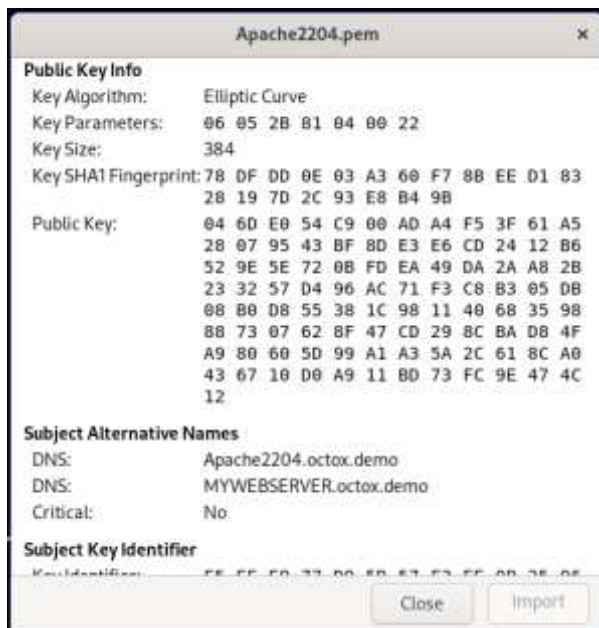 Apache2204.pem ×
Public Key Info
Key Algorithm: Elliptic Curve
Key Parameters: 06 05 2B 81 04 00 22
Key Size: 384
Key SHA1 Fingerprint: 78 DF DD 0E 03 A3 60 F7 8B EE D1 83
28 19 7D 2C 93 E8 B4 9B
Public Key: 04 6D E0 54 C9 00 AD A4 F5 3F 61 A5
28 07 95 43 BF 8D E3 E6 CD 24 12 B6
52 9E 5E 72 0B FD EA 49 DA 2A A8 2B
23 32 57 D4 96 AC 71 F3 C8 B3 05 DB
08 B0 D8 55 38 1C 98 11 40 68 35 98
88 73 07 62 8F 47 CD 29 8C BA D8 4F
A9 80 60 5D 99 A1 A3 5A 2C 61 8C A0
43 67 10 D0 A9 11 BD 73 FC 9E 47 4C
12
Subject Alternative Names
DNS: Apache2204.octox.demo
DNS: MYWEBSERVER.octox.demo
Critical: No
Subject Key Identifier
Key Identifier:
Close Import